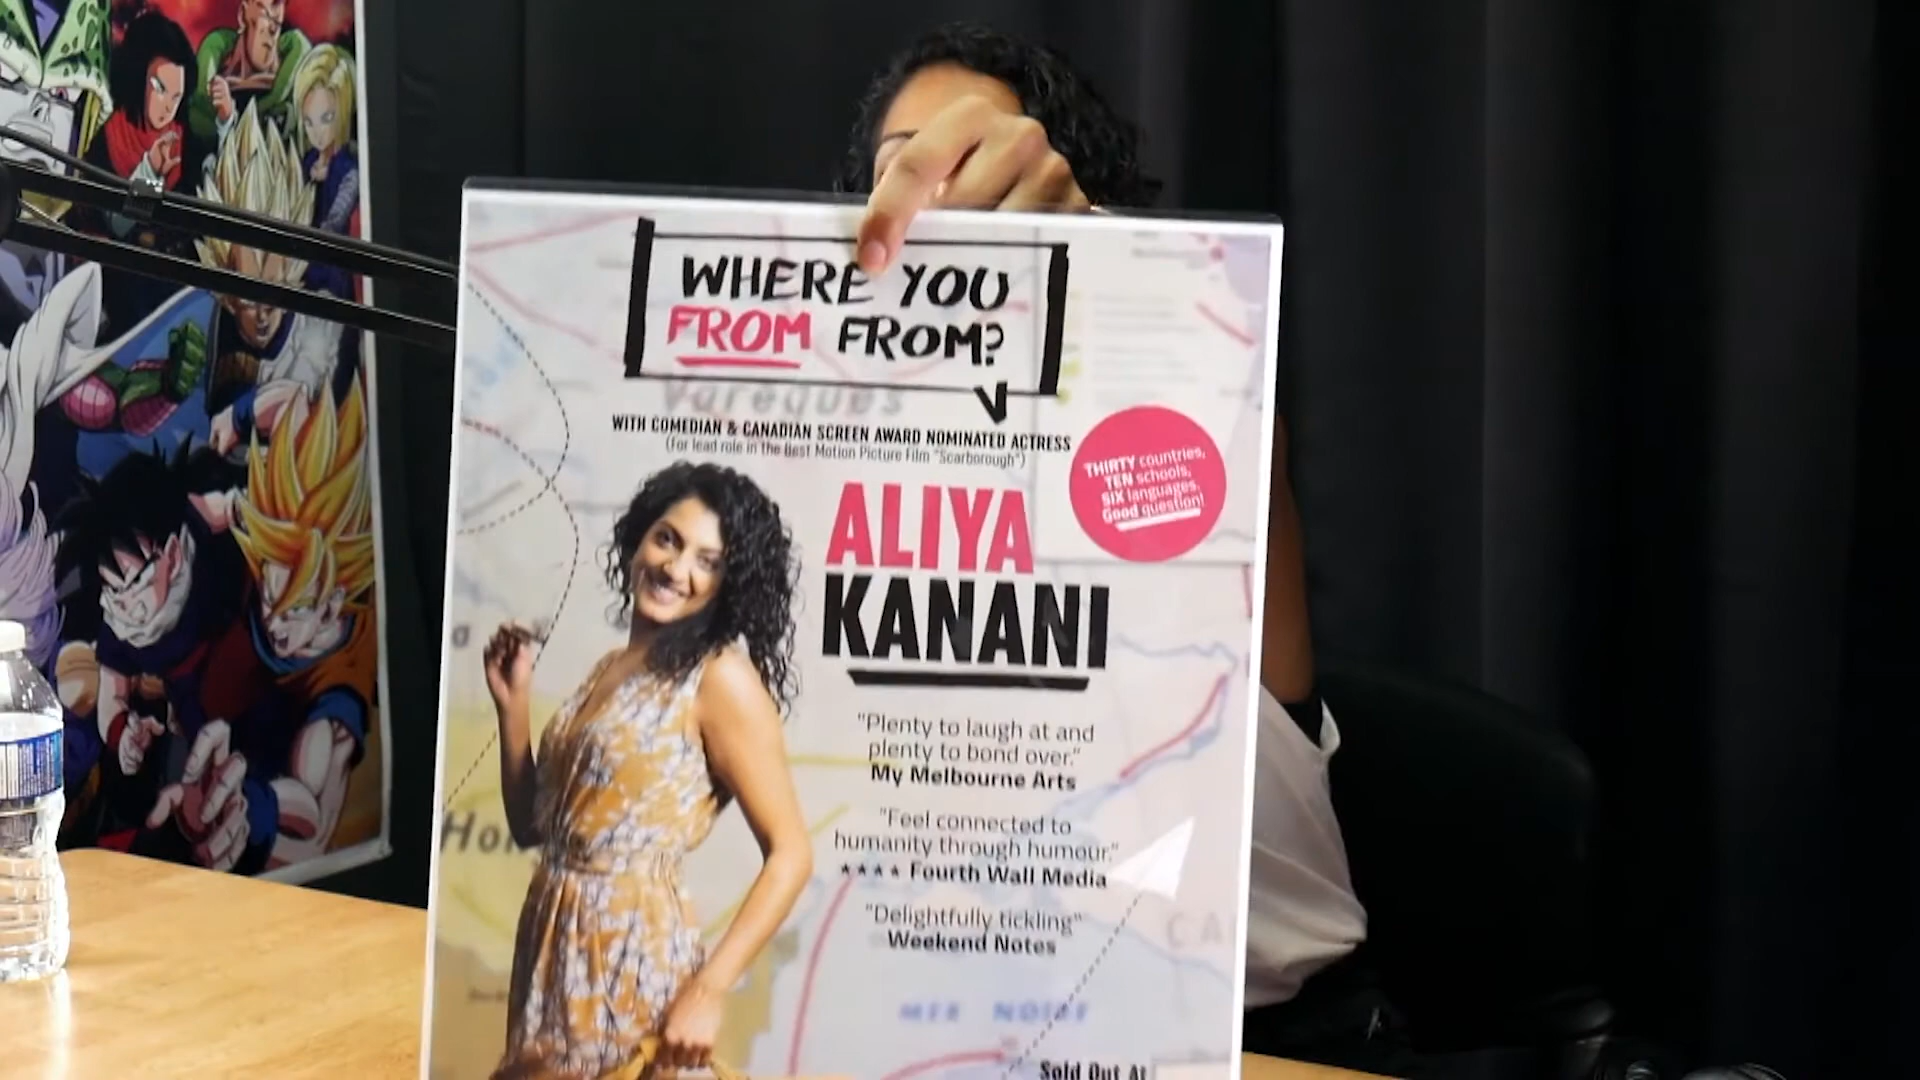 WHERE YOU
FROM FROM?
Vareques
WITH COMEDIAN & CANADIAN SCREEN AWARD NOMINATED ACTRESS
(For lead role in the Best Motion Picture Film "Scarborough")
THIRTY countries,
TEN schools,
SIX languages.
Good question!
ALIYA
KANANI
"Plenty to laugh at and
plenty to bond over."
My Melbourne Arts
"Feel connected to
humanity through humour."
★★★★ Fourth Wall Media
"Delightfully tickling"
Weekend Notes
MER NOIRE
Sold Out At